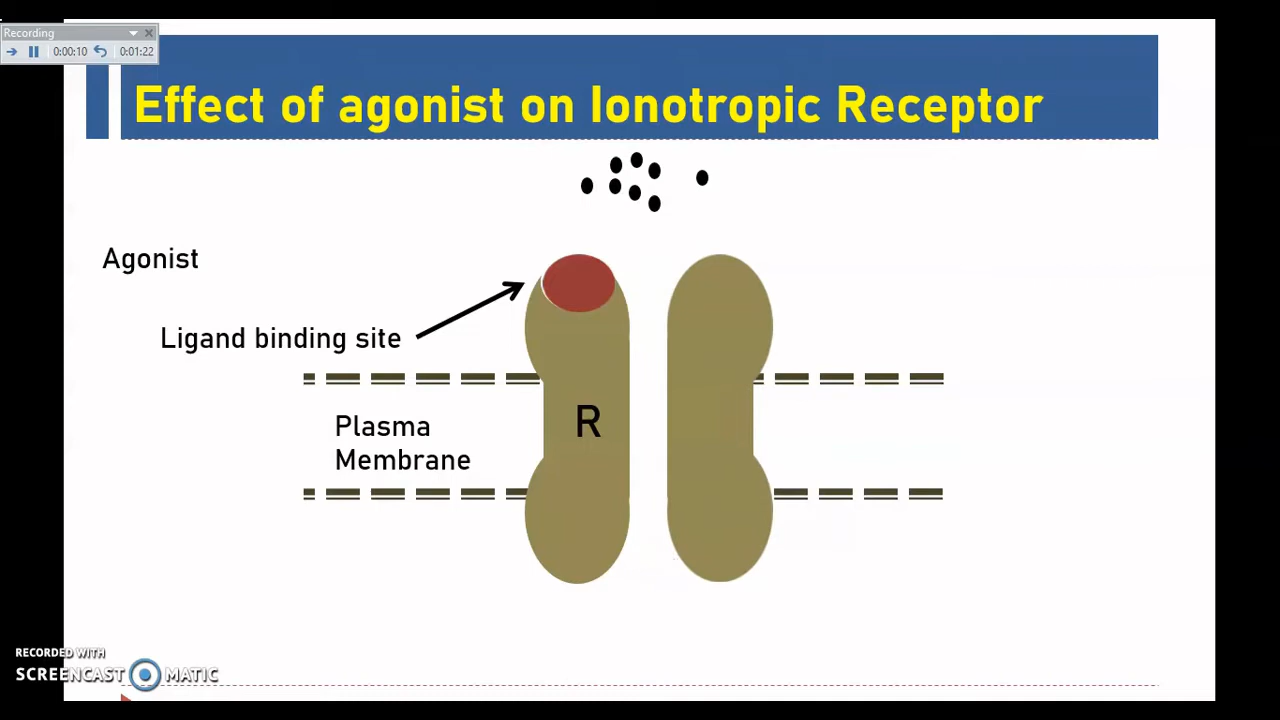 Recording
0:00:10 0:01:22
Effect of agonist on Ionotropic Receptor
Agonist
Ligand binding site
R
Plasma
Membrane
RECORDED WITH
SCREENCAST MATIC